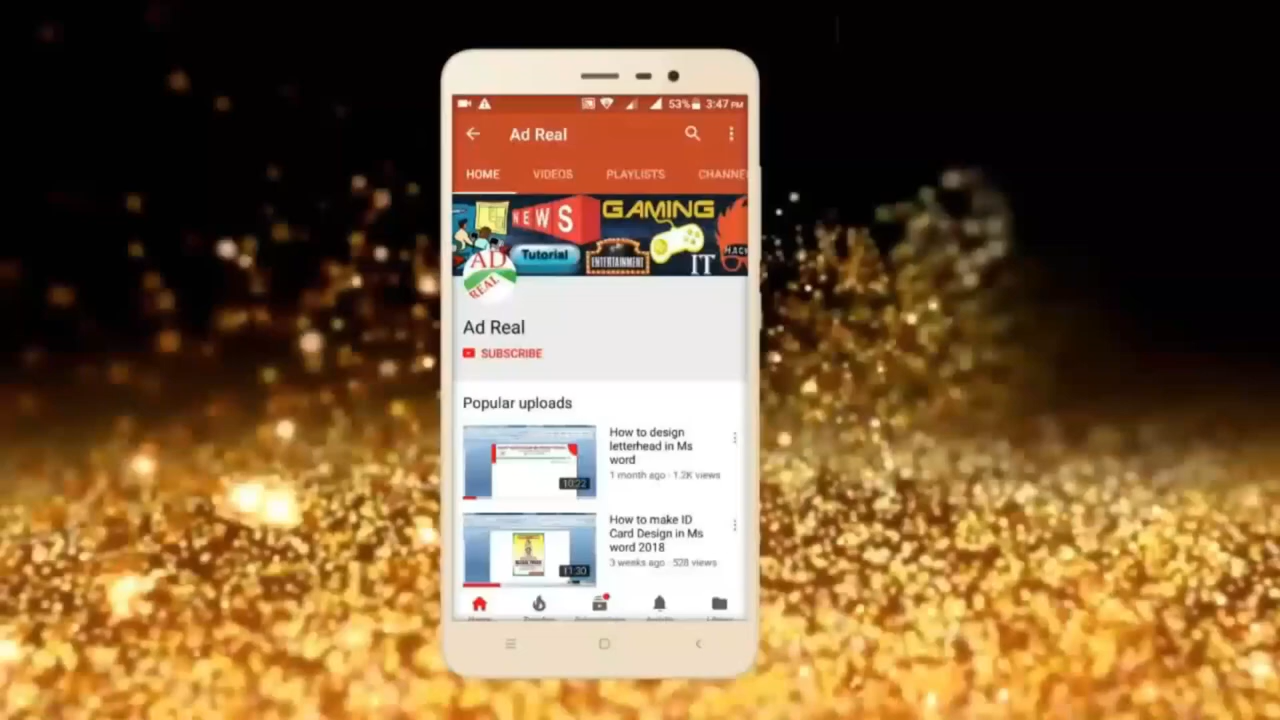 53% 3:47 PM
Ad Real
HOME VIDEOS PLAYLISTS CHANNE
NEWS
GAMING
Tutorial
ENTERTAINMENT
IT
HACK
AD
REAL
Ad Real
SUBSCRIBE
Popular uploads
How to design
letterhead in Ms
word
1 month ago · 1.2K views
10:22
How to make ID
Card Design in Ms
word 2018
3 weeks ago · 528 views
11:30